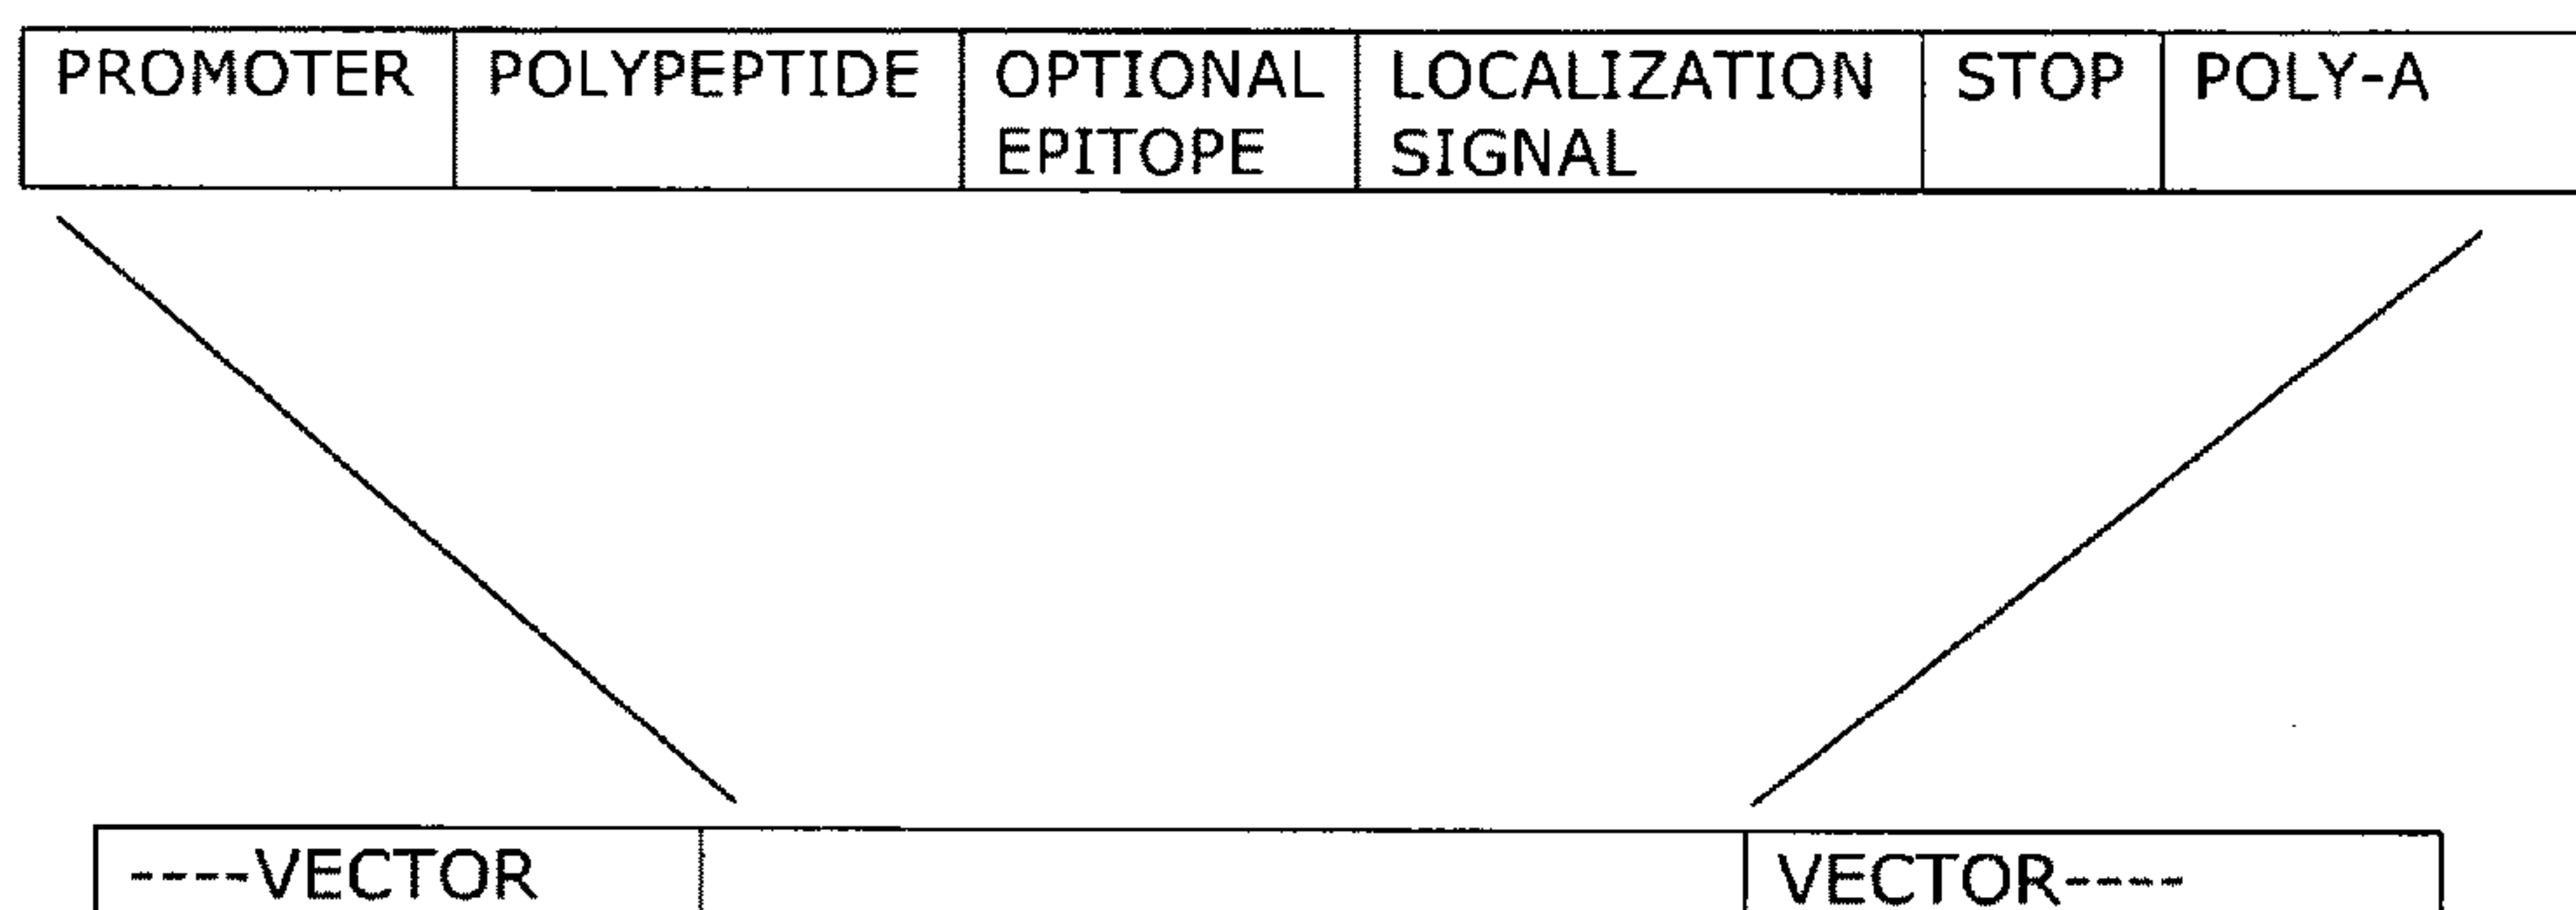 PROMOTER POLYPEPTIDE OPTIONAL LOCALIZATION STOP POLY-A
EPITOPE SIGNAL
----VECTOR VECTOR----